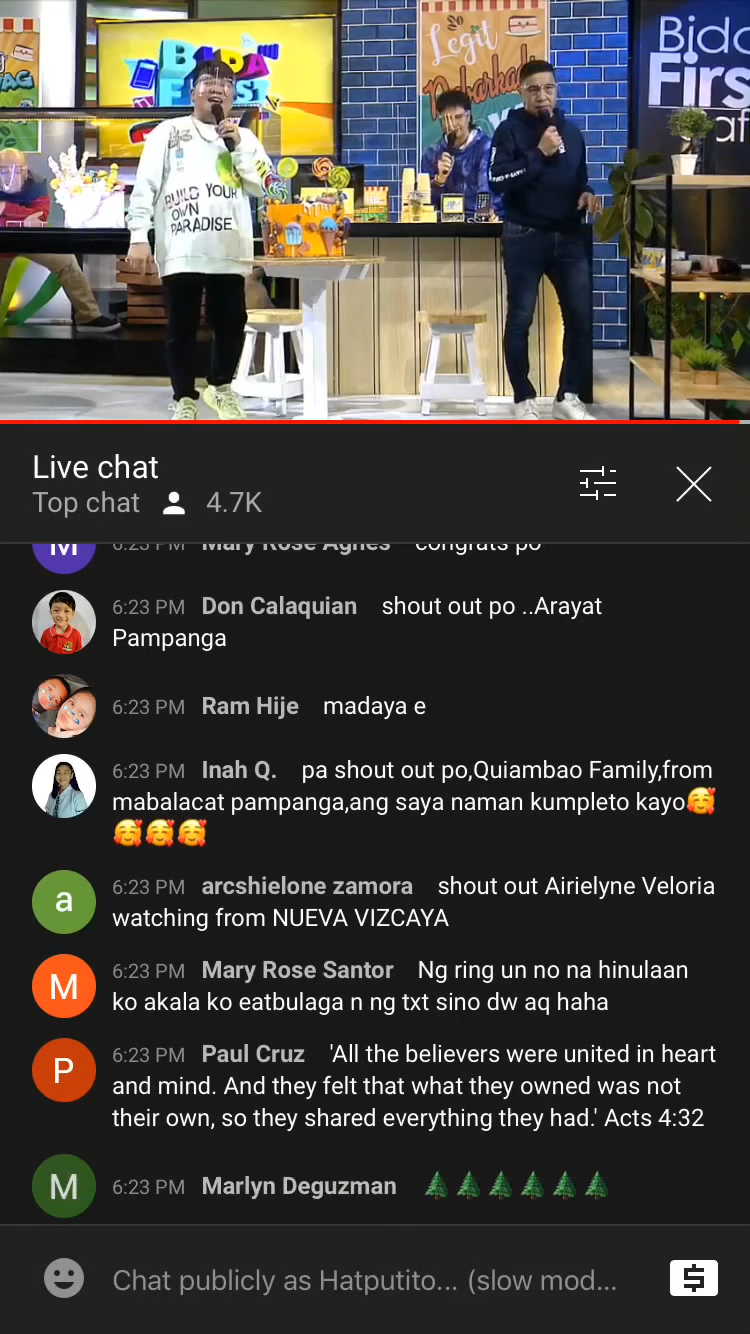 BIDA
FIRST
Legit
Dabarkads
Bida
Firs
af
AG
BUILD YOUR
OWN
PARADISE
Live chat
Top chat 4.7K
6:23 PM Mary Rose Agnes congrats po
6:23 PM Don Calaquian shout out po ..Arayat
Pampanga
6:23 PM Ram Hije madaya e
6:23 PM Inah Q. pa shout out po,Quiambao Family,from
mabalacat pampanga,ang saya naman kumpleto kayo🥰
🥰🥰🥰
a
6:23 PM arcshielone zamora shout out Airielyne Veloria
watching from NUEVA VIZCAYA
M
6:23 PM Mary Rose Santor Ng ring un no na hinulaan
ko akala ko eatbulaga n ng txt sino dw aq haha
P
6:23 PM Paul Cruz 'All the believers were united in heart
and mind. And they felt that what they owned was not
their own, so they shared everything they had.' Acts 4:32
M
6:23 PM Marlyn Deguzman 🌲🌲🌲🌲🌲🌲
Chat publicly as Hatputito... (slow mod...
$